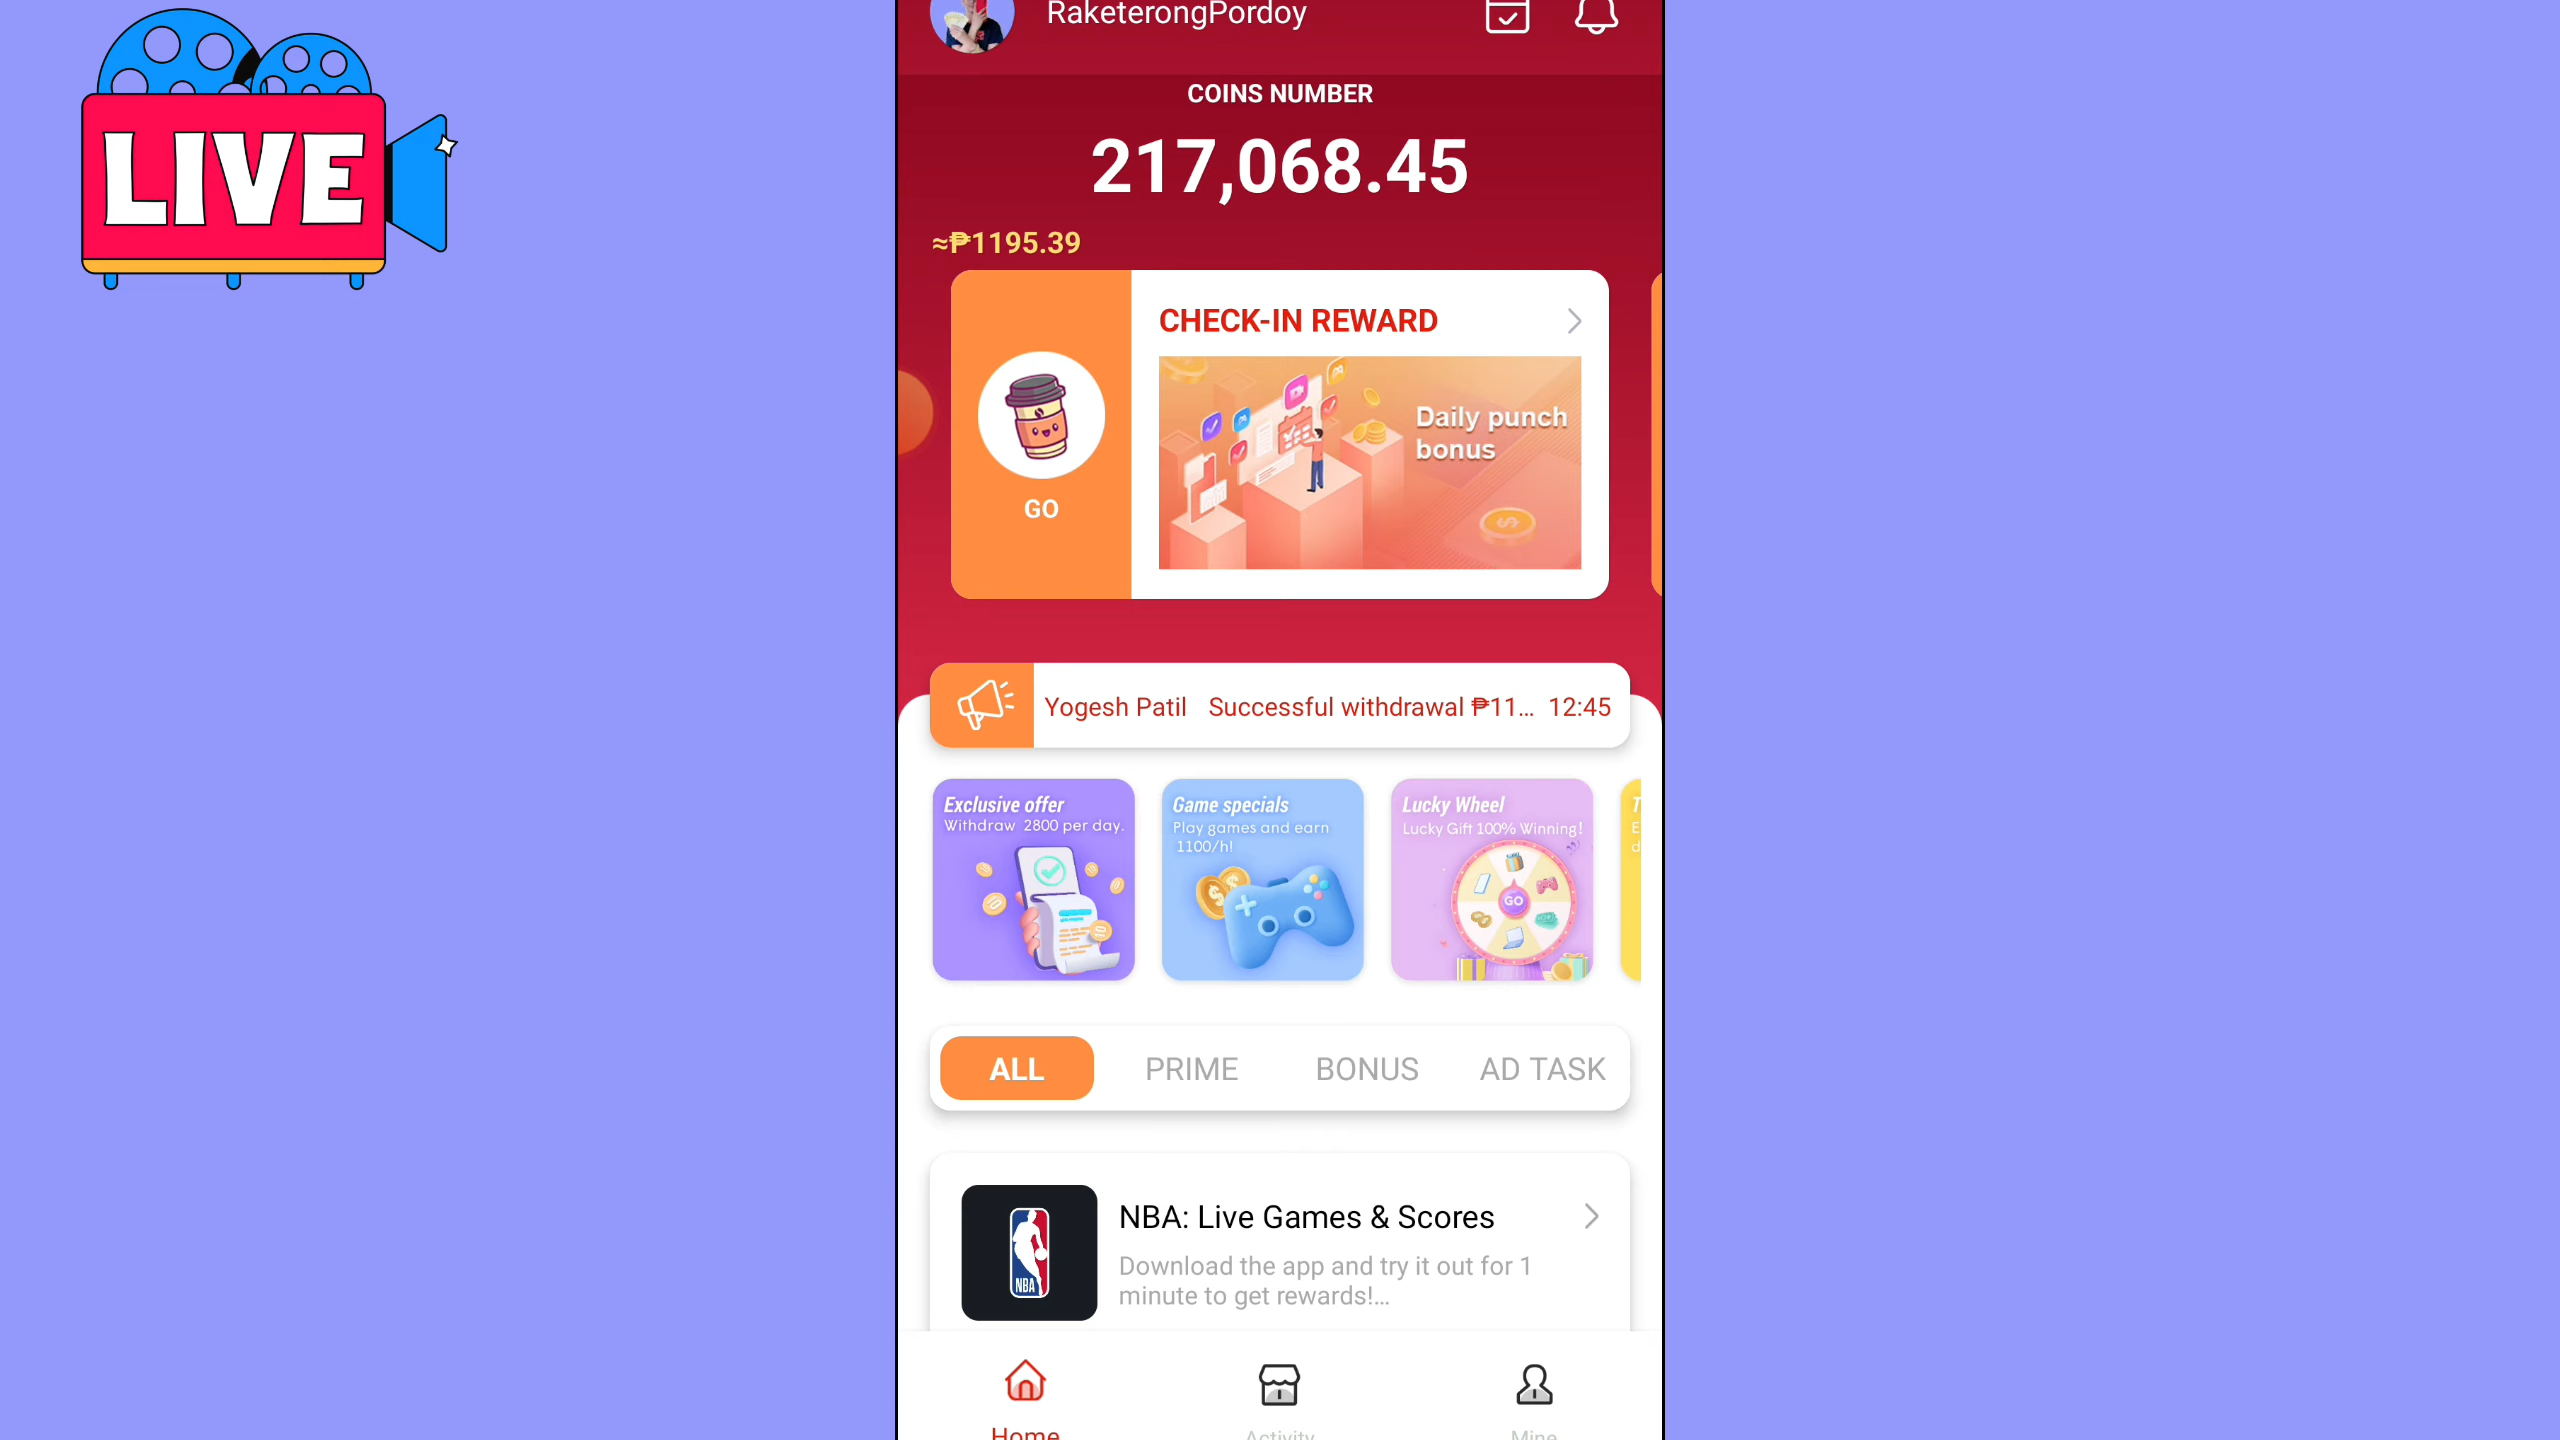 LIVE
RaketerongPordoy
COINS NUMBER
217,068.45
≈₱1195.39
CHECK-IN REWARD
Daily punch
bonus
GO
Yogesh Patil Successful withdrawal ₱11... 12:45
Exclusive offer
Withdraw 2800 per day.
Game specials
Play games and earn
1100/h!
Lucky Wheel
Lucky Gift 100% Winning!
GO
T
E
d
ALL PRIME BONUS AD TASK
NBA: Live Games & Scores
NBA
Download the app and try it out for 1
minute to get rewards!...
Home Activity Mine